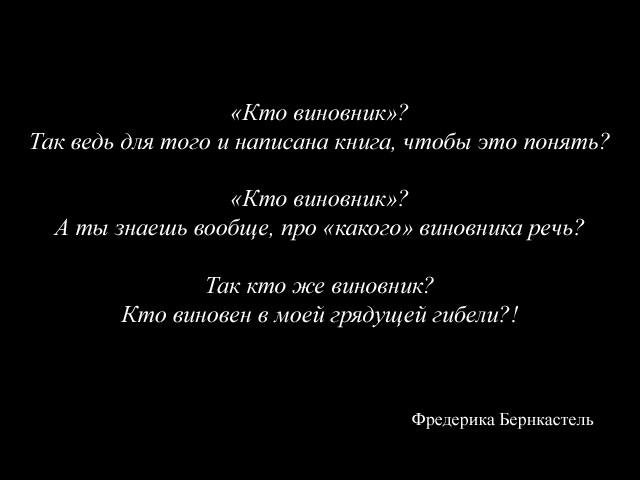 «Кто виновник»?
Так ведь для того и написана книга, чтобы это понять?
«Кто виновник»?
А ты знаешь вообще, про «какого» виновника речь?
Так кто же виновник?
Кто виновен в моей грядущей гибели?!
Фредерика Бернкастель